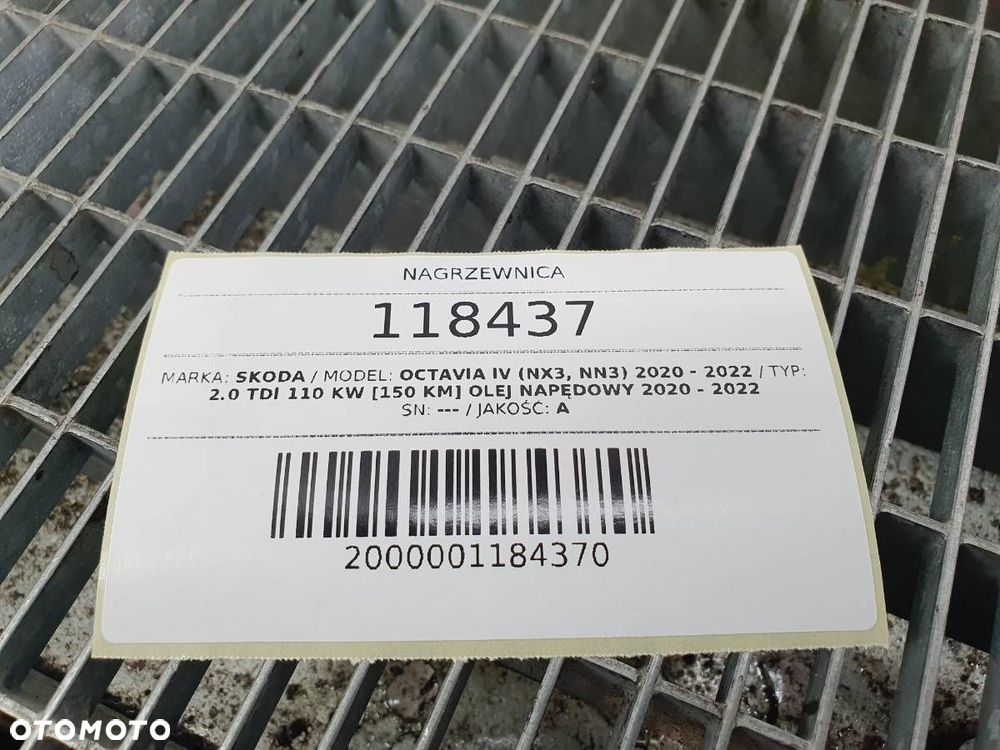 NAGRZEWNICA
118437
MARKA: SKODA / MODEL: OCTAVIA IV (NX3, NN3) 2020 - 2022 / TYP:
2.0 TDI 110 KW [150 KM] OLEJ NAPĘDOWY 2020 - 2022
SN: --- / JAKOŚĆ: A
2000001184370
OTOMOTO